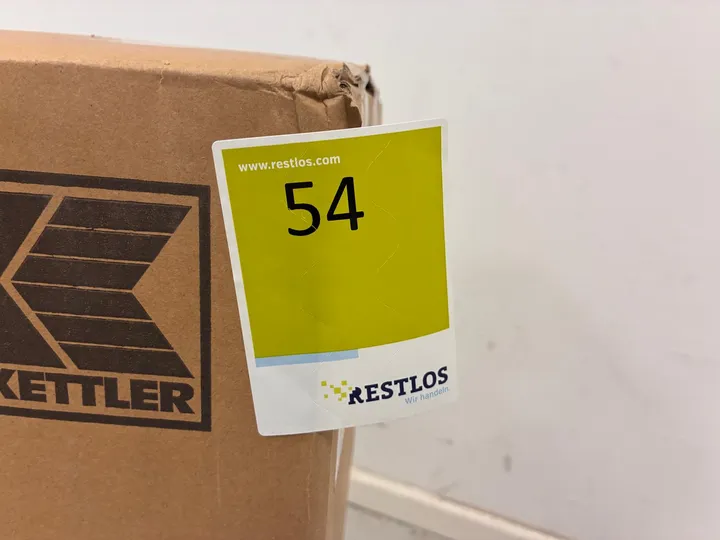 www.restlos.com
54
KETTLER
RESTLOS
Wir handeln.